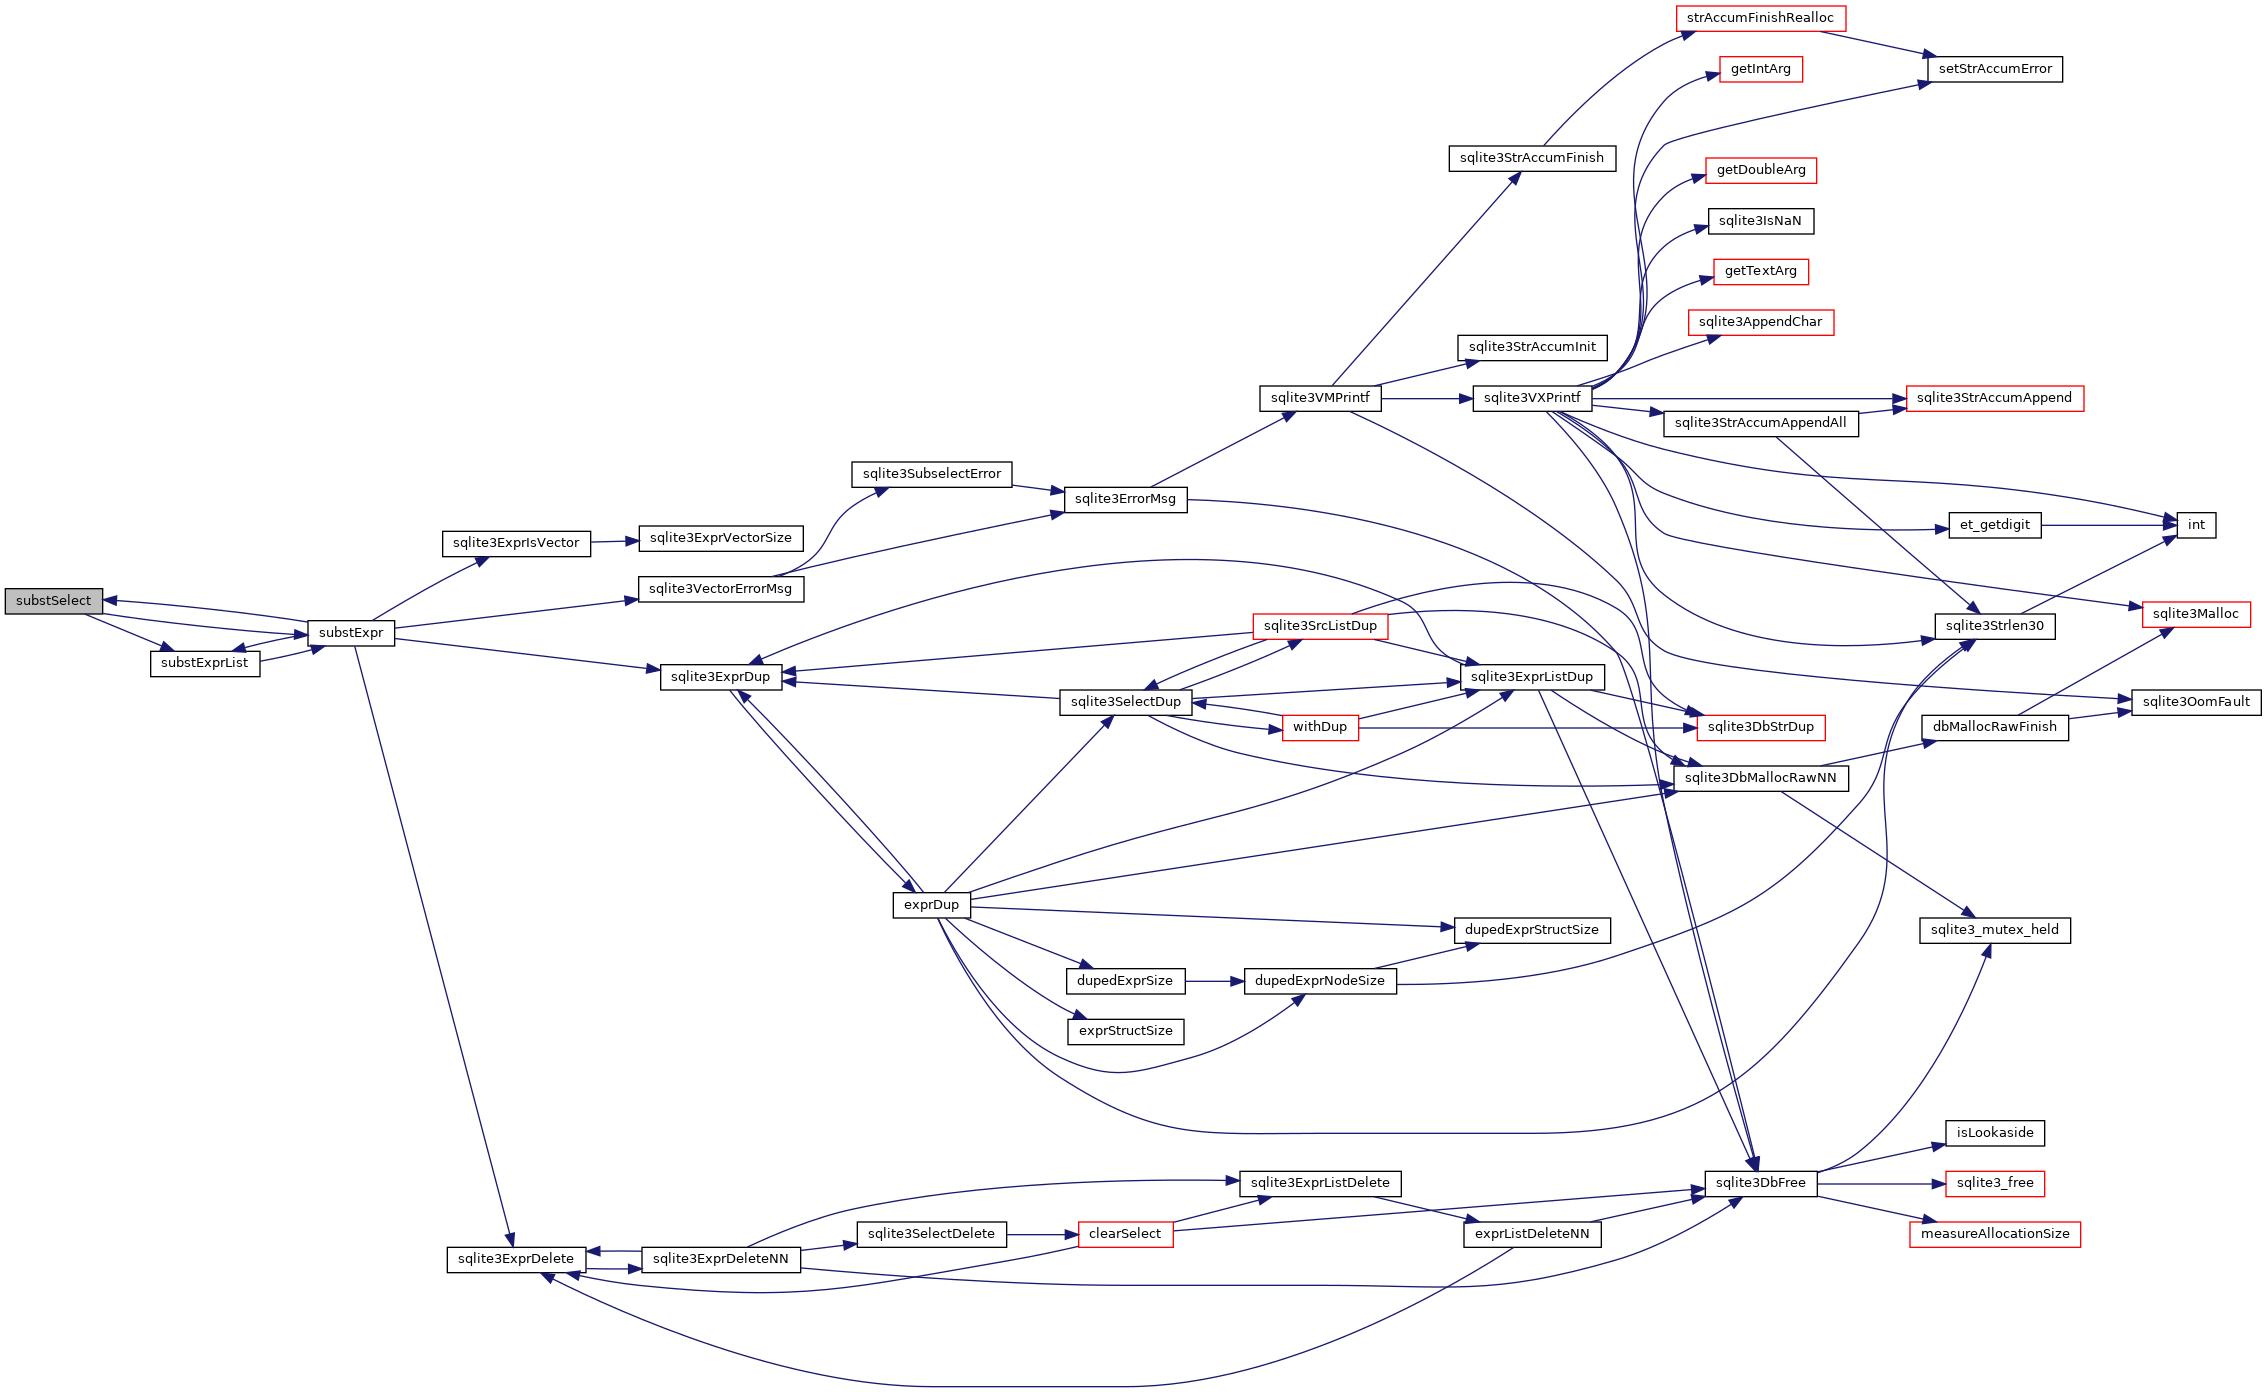 strAccumFinishRealloc
getIntArg
setStrAccumError
sqlite3StrAccumFinish
getDoubleArg
sqlite3IsNaN
getTextArg
sqlite3AppendChar
sqlite3StrAccumInit
sqlite3VMPrintf
sqlite3VXPrintf
sqlite3StrAccumAppend
sqlite3StrAccumAppendAll
sqlite3SubselectError
sqlite3ErrorMsg
et_getdigit
int
sqlite3ExprIsVector
sqlite3ExprVectorSize
sqlite3VectorErrorMsg
substSelect
sqlite3Malloc
substExpr
sqlite3SrcListDup
sqlite3Strlen30
substExprList
sqlite3ExprDup
sqlite3ExprListDup
sqlite3SelectDup
sqlite3OomFault
withDup
sqlite3DbStrDup
dbMallocRawFinish
sqlite3DbMallocRawNN
exprDup
dupedExprStructSize
sqlite3_mutex_held
dupedExprSize
dupedExprNodeSize
exprStructSize
isLookaside
sqlite3ExprListDelete
sqlite3DbFree
sqlite3_free
sqlite3SelectDelete
clearSelect
exprListDeleteNN
measureAllocationSize
sqlite3ExprDelete
sqlite3ExprDeleteNN